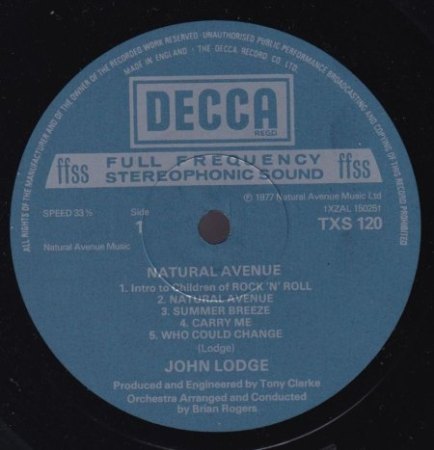 ALL RIGHTS OF THE MANUFACTURER AND OF THE OWNER OF THE RECORDED WORK RESERVED · UNAUTHORISED PUBLIC PERFORMANCE BROADCASTING AND COPYING OF THIS RECORD PROHIBITED
MADE IN ENGLAND · THE DECCA RECORD CO. LTD.
DECCA
REGD
ffss FULL FREQUENCY STEREOPHONIC SOUND ffss
℗ 1977 Natural Avenue Music Ltd
1XZAL 150251
SPEED 33⅓ Side 1 TXS 120
Natural Avenue Music
NATURAL AVENUE
1. Intro to Children of ROCK 'N' ROLL
2. NATURAL AVENUE
3. SUMMER BREEZE
4. CARRY ME
5. WHO COULD CHANGE
(Lodge)
JOHN LODGE
Produced and Engineered by Tony Clarke
Orchestra Arranged and Conducted
by Brian Rogers